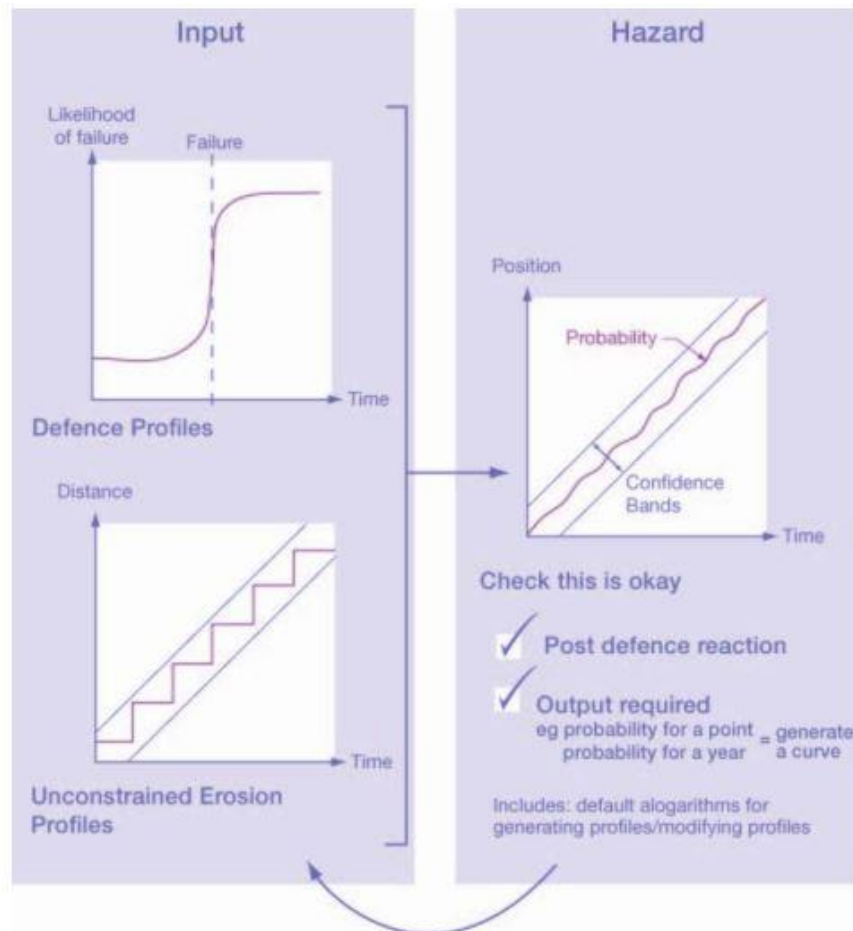 Input
Likelihood
of failure
Failure
Time
Defence Profiles
Distance
Time
Unconstrained Erosion
Profiles
Hazard
Position
Probability
Confidence
Bands
Time
Check this is okay
Post defence reaction
Output required
eg probability for a point
probability for a year
= generate
a curve
Includes: default alogarithms for
generating profiles/modifying profiles